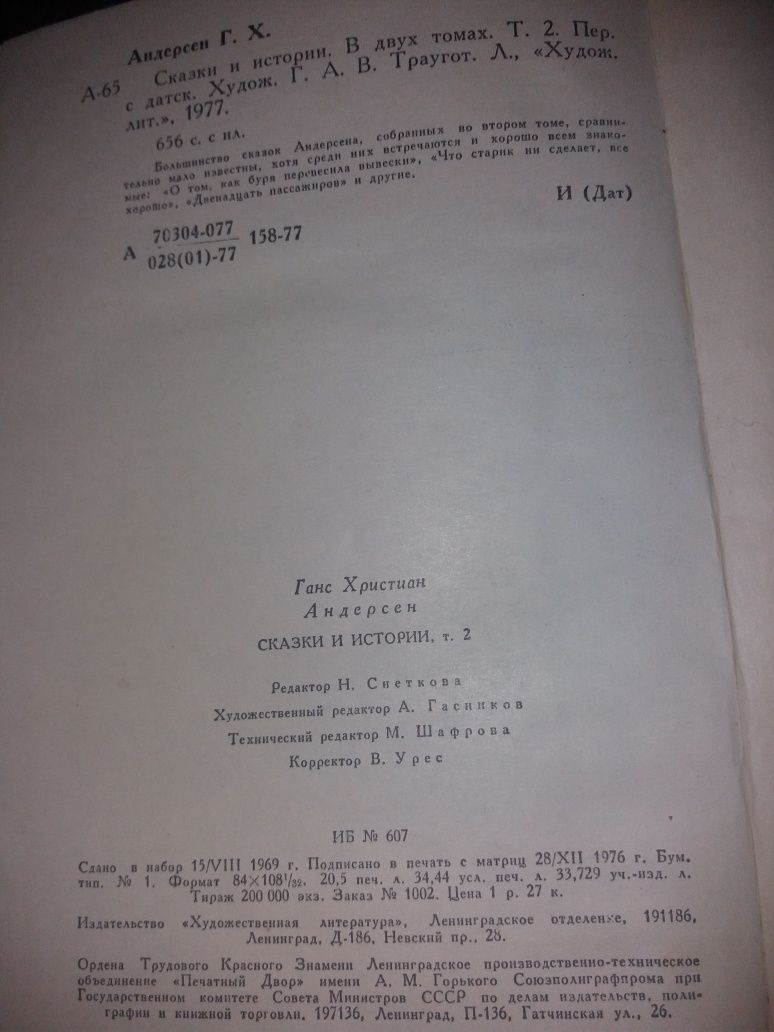 Андерсен Г. Х.
А-65 Сказки и истории. В двух томах. Т. 2. Пер.
с датск. Худож. Г. А. В. Траугот. Л., «Худож.
лит.», 1977.
656 с. с ил.
Большинство сказок Андерсена, собранных во втором томе, сравни-
тельно мало известны, хотя среди них встречаются и хорошо всем знако-
мые: «О том, как буря перевесила вывески», «Что старик ни сделает, все
хорошо», «Двенадцать пассажиров» и другие.
А 70304-077 158-77 И (Дат)
028(01)-77
Ганс Христиан
Андерсен
СКАЗКИ И ИСТОРИИ, т. 2
Редактор Н. Снеткова
Художественный редактор А. Гасников
Технический редактор М. Шафрова
Корректор В. Урес
ИБ № 607
Сдано в набор 15/VIII 1969 г. Подписано в печать с матриц 28/XII 1976 г. Бум.
тип. № 1. Формат 84×108¹/₃₂. 20,5 печ. л. 34,44 усл. печ. л. 33,729 уч.-изд. л.
Тираж 200 000 экз. Заказ № 1002. Цена 1 р. 27 к.
Издательство «Художественная литература», Ленинградское отделение, 191186,
Ленинград, Д-186, Невский пр., 28.
Ордена Трудового Красного Знамени Ленинградское производственно-техническое
объединение «Печатный Двор» имени А. М. Горького Союзполиграфпрома при
Государственном комитете Совета Министров СССР по делам издательств, поли-
графии и книжной торговли. 197136, Ленинград, П-136, Гатчинская ул., 26.